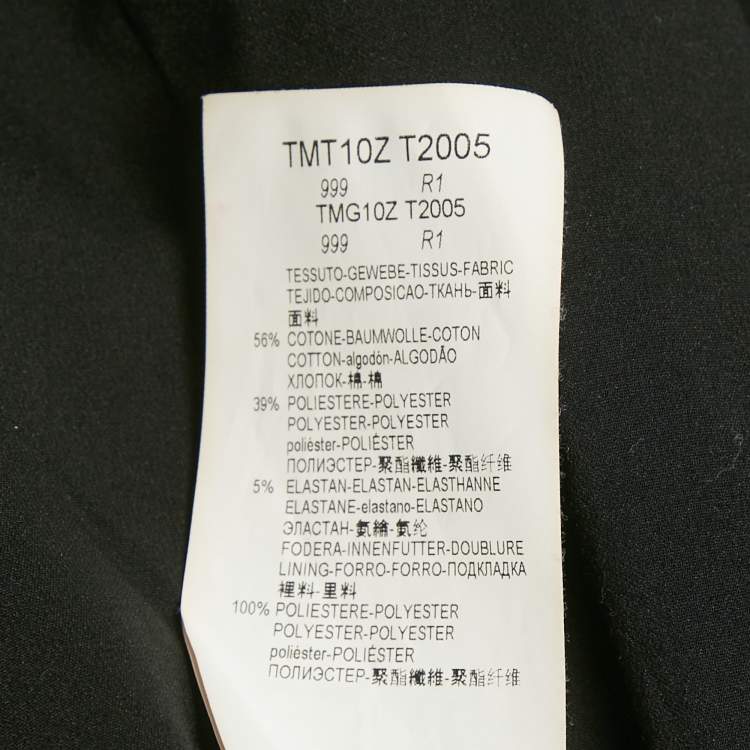 TMT10Z T2005
999 R1
TMG10Z T2005
999 R1
TESSUTO-GEWEBE-TISSUS-FABRIC
TEJIDO-COMPOSICAO-ТКАНЬ-面料
面料
56% COTONE-BAUMWOLLE-COTON
COTTON-algodòn-ALGODÃO
ХЛОПОК-棉-棉
39% POLIESTERE-POLYESTER
POLYESTER-POLYESTER
polièster-POLIÉSTER
ПОЛИЭСТЕР-聚酯纖維-聚酯纤维
5% ELASTAN-ELASTAN-ELASTHANNE
ELASTANE-elastano-ELASTANO
ЭЛАСТАН-氨綸-氨纶
FODERA-INNENFUTTER-DOUBLURE
LINING-FORRO-FORRO-ПОДКЛАДКА
裡料-里料
100% POLIESTERE-POLYESTER
POLYESTER-POLYESTER
polièster-POLIÉSTER
ПОЛИЭСТЕР-聚酯纖維-聚酯纤维